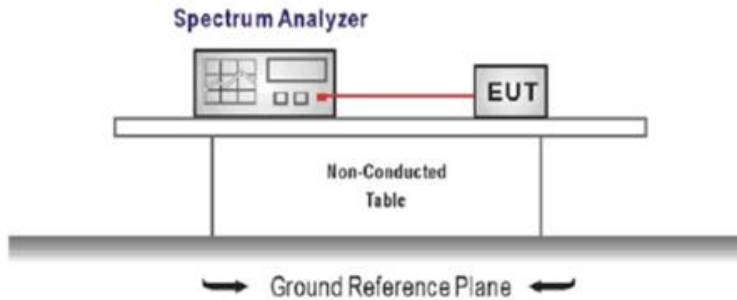 Spectrum Analyzer
EUT
Non-Conducted
Table
Ground Reference Plane